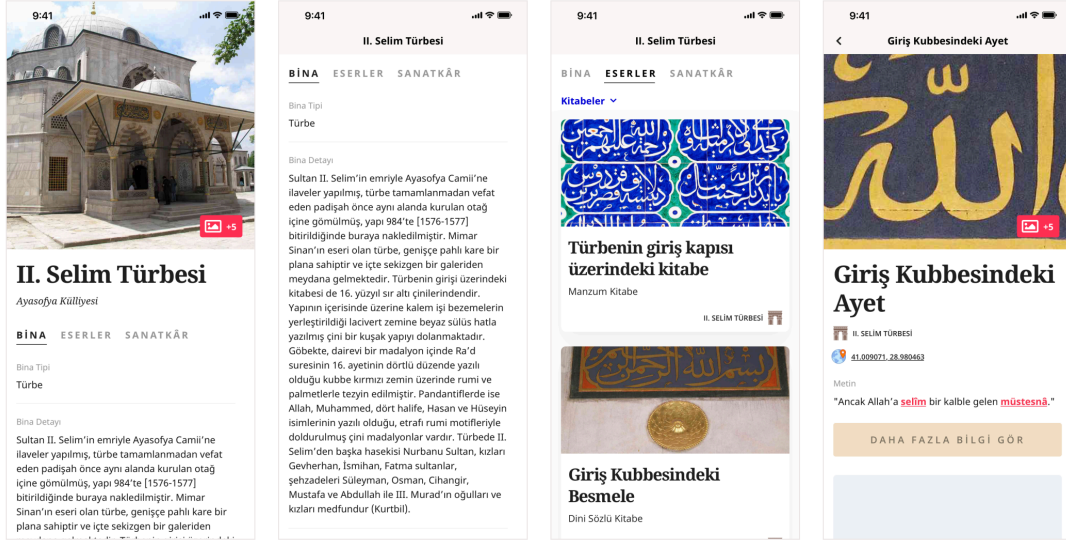 9:41
+5
II. Selim Türbesi
Ayasofya Külliyesi
BİNA ESERLER SANATKÂR
Bina Tipi
Türbe
Bina Detayı
Sultan II. Selim’in emriyle Ayasofya Camii’ne
ilaveler yapılmış, türbe tamamlanmadan vefat
eden padişah önce aynı alanda kurulan otağ
içine gömülmüş, yapı 984’te [1576-1577]
bitirildiğinde buraya nakledilmiştir. Mimar
Sinan’ın eseri olan türbe, genişçe pahlı kare bir
plana sahiptir ve içte sekizgen bir galeriden
9:41
II. Selim Türbesi
BİNA ESERLER SANATKÂR
Bina Tipi
Türbe
Bina Detayı
Sultan II. Selim’in emriyle Ayasofya Camii’ne
ilaveler yapılmış, türbe tamamlanmadan vefat
eden padişah önce aynı alanda kurulan otağ
içine gömülmüş, yapı 984’te [1576-1577]
bitirildiğinde buraya nakledilmiştir. Mimar
Sinan’ın eseri olan türbe, genişçe pahlı kare bir
plana sahiptir ve içte sekizgen bir galeriden
meydana gelmektedir. Türbenin girişi üzerindeki
kitabesi de 16. yüzyıl sır altı çinilerindendir.
Yapının içerisinde üzerine kalem işi bezemelerin
yerleştirildiği lacivert zemine beyaz sülüs hatla
yazılmış çini bir kuşak yapıyı dolanmaktadır.
Göbekte, dairevi bir madalyon içinde Ra’d
suresinin 16. ayetinin dörtlü düzende yazılı
olduğu kubbe kırmızı zemin üzerinde rumi ve
palmetlerle tezyin edilmiştir. Pandantiflerde ise
Allah, Muhammed, dört halife, Hasan ve Hüseyin
isimlerinin yazılı olduğu, etrafı rumi motifleriyle
doldurulmuş çini madalyonlar vardır. Türbede II.
Selim’den başka hasekisi Nurbanu Sultan, kızları
Gevherhan, İsmihan, Fatma sultanlar,
şehzadeleri Süleyman, Osman, Cihangir,
Mustafa ve Abdullah ile III. Murad’ın oğulları ve
kızları medfundur (Kurtbil).
9:41
II. Selim Türbesi
BİNA ESERLER SANATKÂR
Kitabeler
Türbenin giriş kapısı
üzerindeki kitabe
Manzum Kitabe
II. SELİM TÜRBESİ
Giriş Kubbesindeki
Besmele
Dini Sözlü Kitabe
9:41
Giriş Kubbesindeki Ayet
+5
Giriş Kubbesindeki
Ayet
II. SELİM TÜRBESİ
41.009071, 28.980463
Metin
"Ancak Allah'a selîm bir kalble gelen müstesnâ."
DAHA FAZLA BİLGİ GÖR